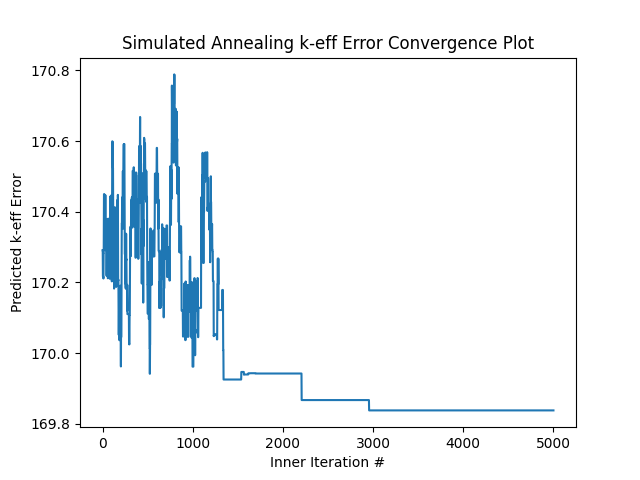 Simulated Annealing k-eff Error Convergence Plot
170.8
170.6
170.4
170.2
170.0
169.8
Predicted k-eff Error
0 1000 2000 3000 4000 5000
Inner Iteration #